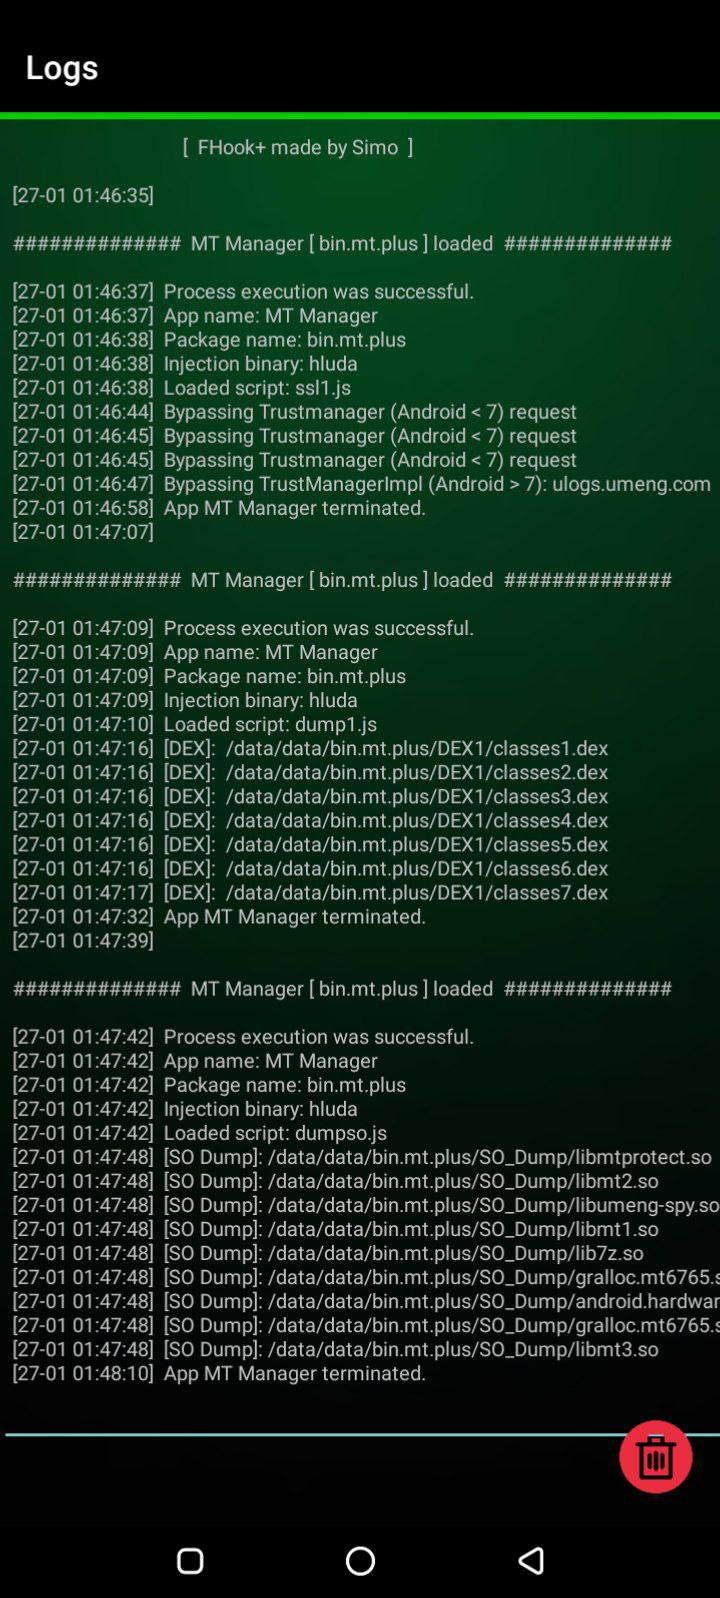 Logs
[ FHook+ made by Simo ]
[27-01 01:46:35]
############## MT Manager [ bin.mt.plus ] loaded ##############
[27-01 01:46:37] Process execution was successful.
[27-01 01:46:37] App name: MT Manager
[27-01 01:46:38] Package name: bin.mt.plus
[27-01 01:46:38] Injection binary: hluda
[27-01 01:46:38] Loaded script: ssl1.js
[27-01 01:46:44] Bypassing Trustmanager (Android < 7) request
[27-01 01:46:45] Bypassing Trustmanager (Android < 7) request
[27-01 01:46:45] Bypassing Trustmanager (Android < 7) request
[27-01 01:46:47] Bypassing TrustManagerImpl (Android > 7): ulogs.umeng.com
[27-01 01:46:58] App MT Manager terminated.
[27-01 01:47:07]
############## MT Manager [ bin.mt.plus ] loaded ##############
[27-01 01:47:09] Process execution was successful.
[27-01 01:47:09] App name: MT Manager
[27-01 01:47:09] Package name: bin.mt.plus
[27-01 01:47:09] Injection binary: hluda
[27-01 01:47:10] Loaded script: dump1.js
[27-01 01:47:16] [DEX]: /data/data/bin.mt.plus/DEX1/classes1.dex
[27-01 01:47:16] [DEX]: /data/data/bin.mt.plus/DEX1/classes2.dex
[27-01 01:47:16] [DEX]: /data/data/bin.mt.plus/DEX1/classes3.dex
[27-01 01:47:16] [DEX]: /data/data/bin.mt.plus/DEX1/classes4.dex
[27-01 01:47:16] [DEX]: /data/data/bin.mt.plus/DEX1/classes5.dex
[27-01 01:47:16] [DEX]: /data/data/bin.mt.plus/DEX1/classes6.dex
[27-01 01:47:17] [DEX]: /data/data/bin.mt.plus/DEX1/classes7.dex
[27-01 01:47:32] App MT Manager terminated.
[27-01 01:47:39]
############## MT Manager [ bin.mt.plus ] loaded ##############
[27-01 01:47:42] Process execution was successful.
[27-01 01:47:42] App name: MT Manager
[27-01 01:47:42] Package name: bin.mt.plus
[27-01 01:47:42] Injection binary: hluda
[27-01 01:47:42] Loaded script: dumpso.js
[27-01 01:47:48] [SO Dump]: /data/data/bin.mt.plus/SO_Dump/libmtprotect.so
[27-01 01:47:48] [SO Dump]: /data/data/bin.mt.plus/SO_Dump/libmt2.so
[27-01 01:47:48] [SO Dump]: /data/data/bin.mt.plus/SO_Dump/libumeng-spy.so
[27-01 01:47:48] [SO Dump]: /data/data/bin.mt.plus/SO_Dump/libmt1.so
[27-01 01:47:48] [SO Dump]: /data/data/bin.mt.plus/SO_Dump/lib7z.so
[27-01 01:47:48] [SO Dump]: /data/data/bin.mt.plus/SO_Dump/gralloc.mt6765.s
[27-01 01:47:48] [SO Dump]: /data/data/bin.mt.plus/SO_Dump/android.hardwar
[27-01 01:47:48] [SO Dump]: /data/data/bin.mt.plus/SO_Dump/gralloc.mt6765.s
[27-01 01:47:48] [SO Dump]: /data/data/bin.mt.plus/SO_Dump/libmt3.so
[27-01 01:48:10] App MT Manager terminated.